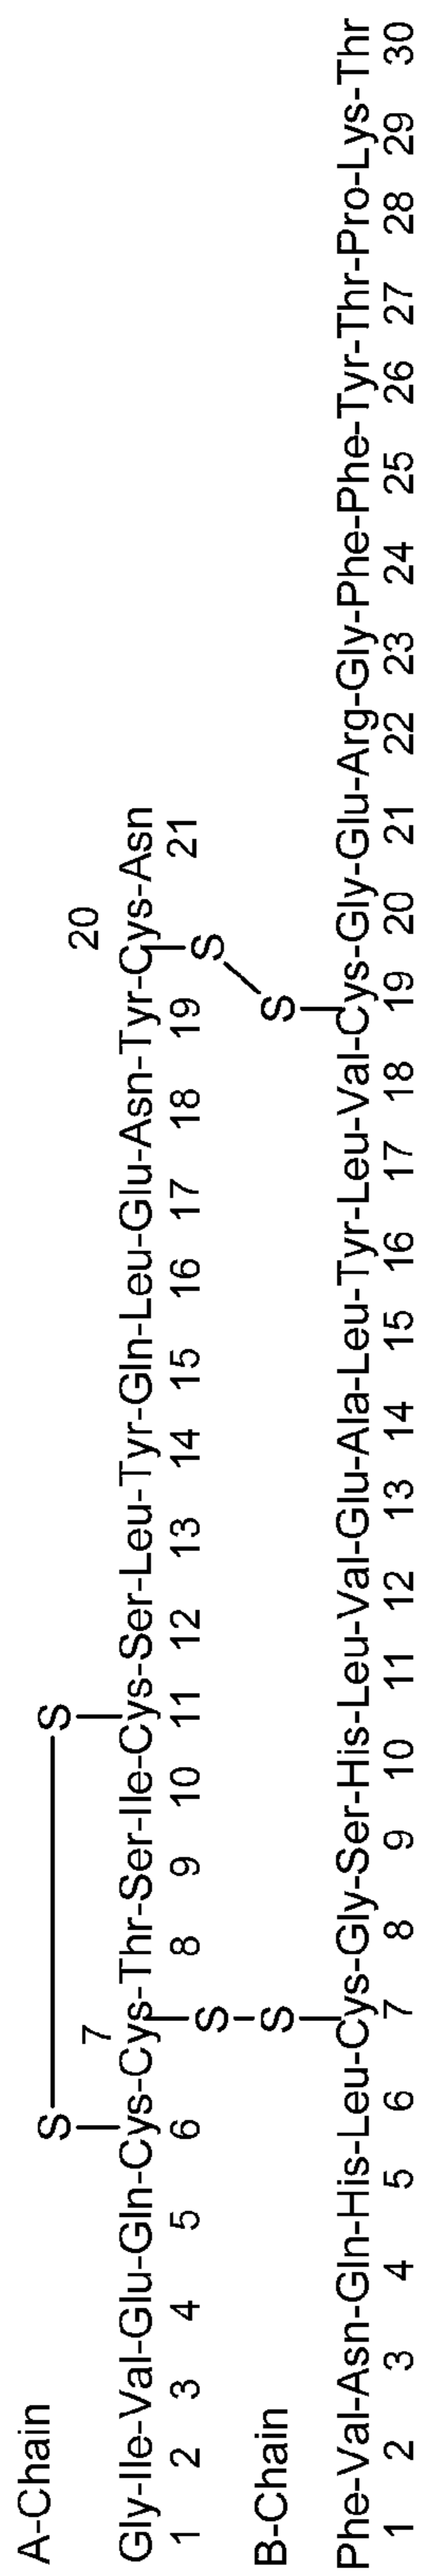 A-Chain
S S
7 20
Gly-Ile-Val-Glu-Gln-Cys-Cys-Thr-Ser-Ile-Cys-Ser-Leu-Tyr-Gln-Leu-Glu-Asn-Tyr-Cys-Asn
1 2 3 4 5 6 8 9 10 11 12 13 14 15 16 17 18 19 21
S S
B-Chain
S S
Phe-Val-Asn-Gln-His-Leu-Cys-Gly-Ser-His-Leu-Val-Glu-Ala-Leu-Tyr-Leu-Val-Cys-Gly-Glu-Arg-Gly-Phe-Phe-Tyr-Thr-Pro-Lys-Thr
1 2 3 4 5 6 7 8 9 10 11 12 13 14 15 16 17 18 19 20 21 22 23 24 25 26 27 28 29 30